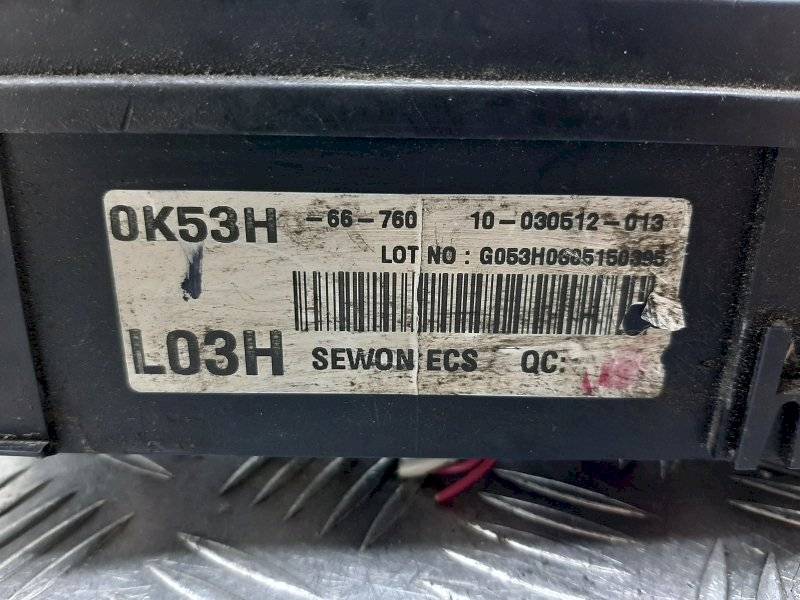 0K53H -66-760 10-030512-013
LOT NO : G053H0605150395
L03H SEWON ECS QC: